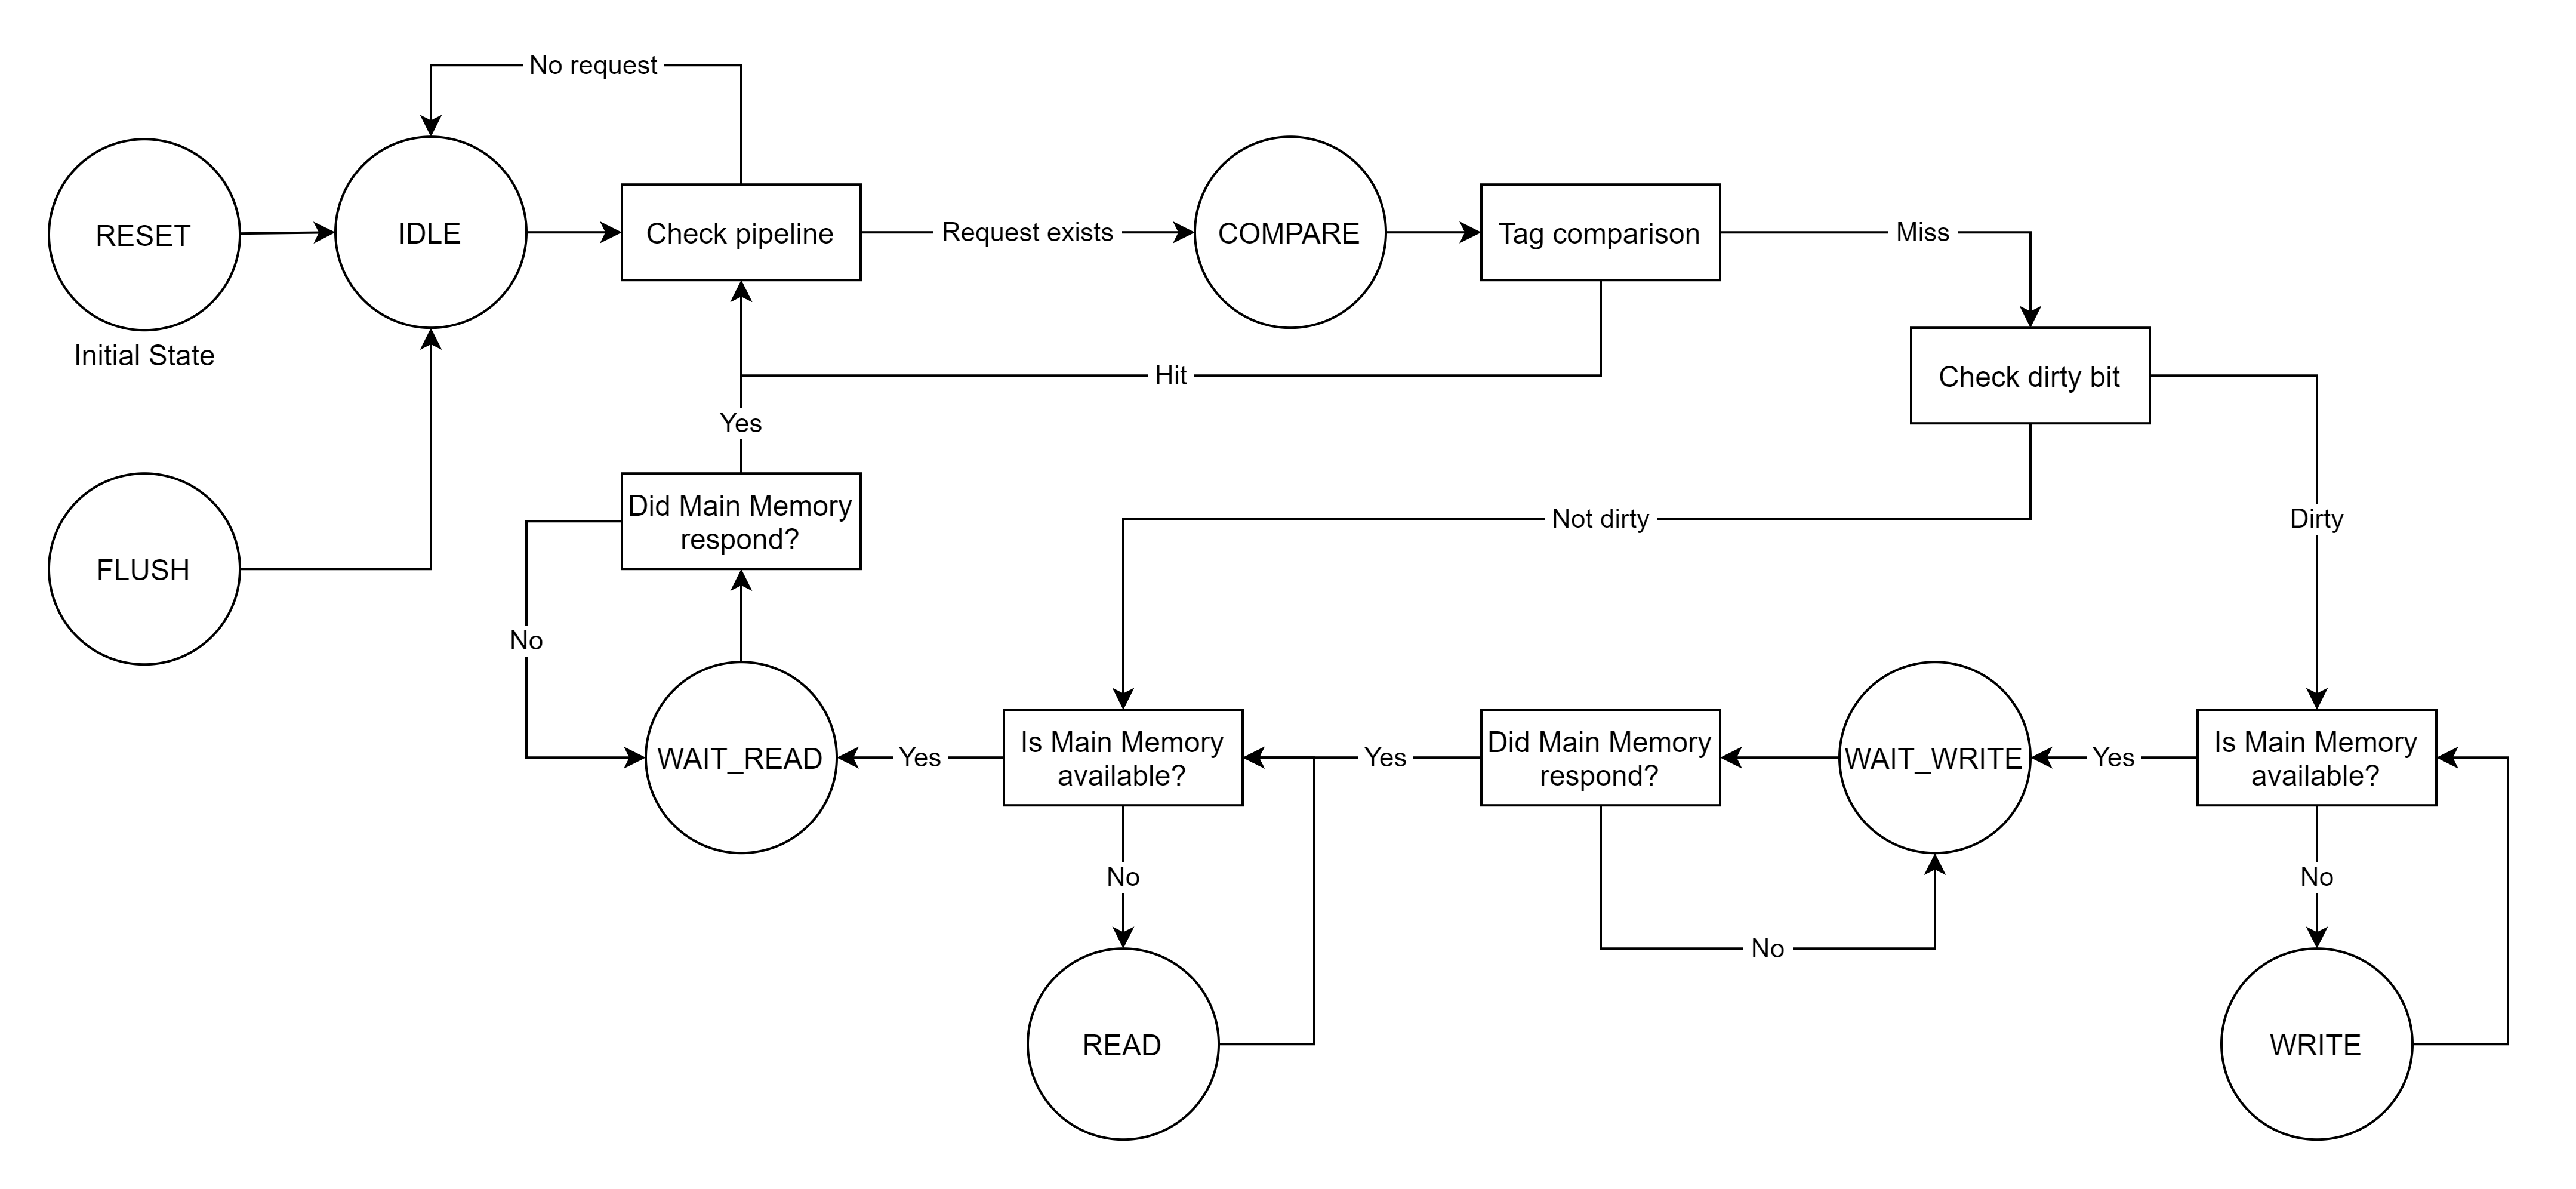 No request
RESET
IDLE
Check pipeline
Request exists
COMPARE
Tag comparison
Miss
Initial State
Hit
Check dirty bit
Yes
Did Main Memory
respond?
Not dirty
Dirty
FLUSH
No
WAIT_READ
Yes
Is Main Memory
available?
Yes
Did Main Memory
respond?
WAIT_WRITE
Yes
Is Main Memory
available?
No
No
No
READ
WRITE